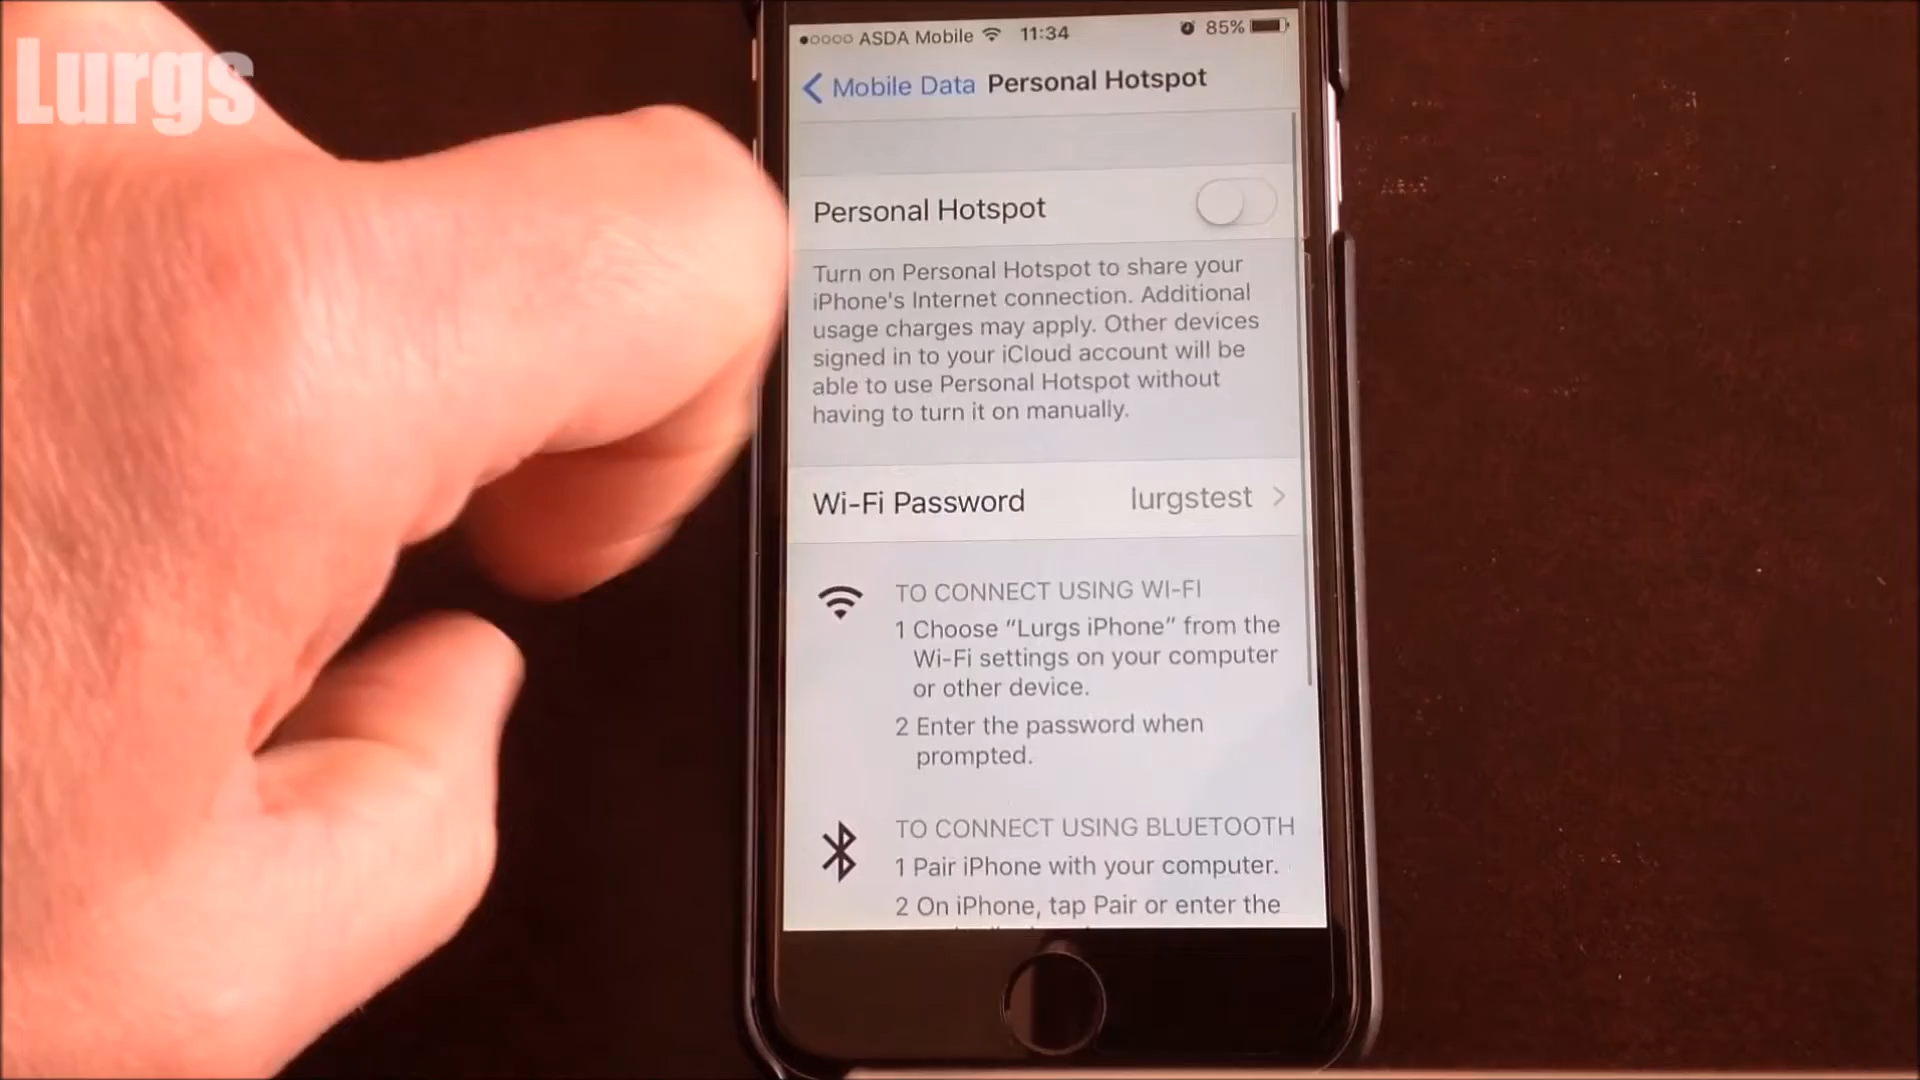 Lurgs
ASDA Mobile 11:34 85%
Mobile Data Personal Hotspot
Personal Hotspot
Turn on Personal Hotspot to share your
iPhone's Internet connection. Additional
usage charges may apply. Other devices
signed in to your iCloud account will be
able to use Personal Hotspot without
having to turn it on manually.
Wi-Fi Password lurgstest
TO CONNECT USING WI-FI
1 Choose “Lurgs iPhone” from the
Wi-Fi settings on your computer
or other device.
2 Enter the password when
prompted.
TO CONNECT USING BLUETOOTH
1 Pair iPhone with your computer.
2 On iPhone, tap Pair or enter the